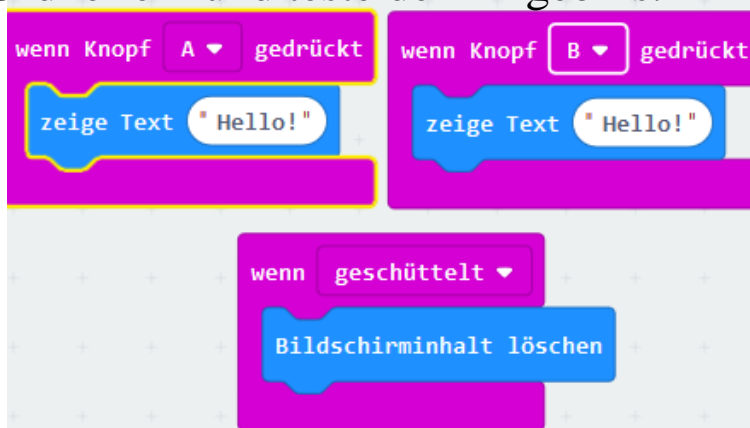 wenn Knopf A gedrückt
zeige Text "Hello!"
wenn Knopf B gedrückt
zeige Text "Hello!"
wenn geschüttelt
Bildschirminhalt löschen